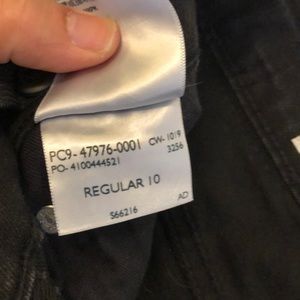 PC9-47976-0001 CW-1019
PO-4100444521 3256
REGULAR 10
S66216 AD